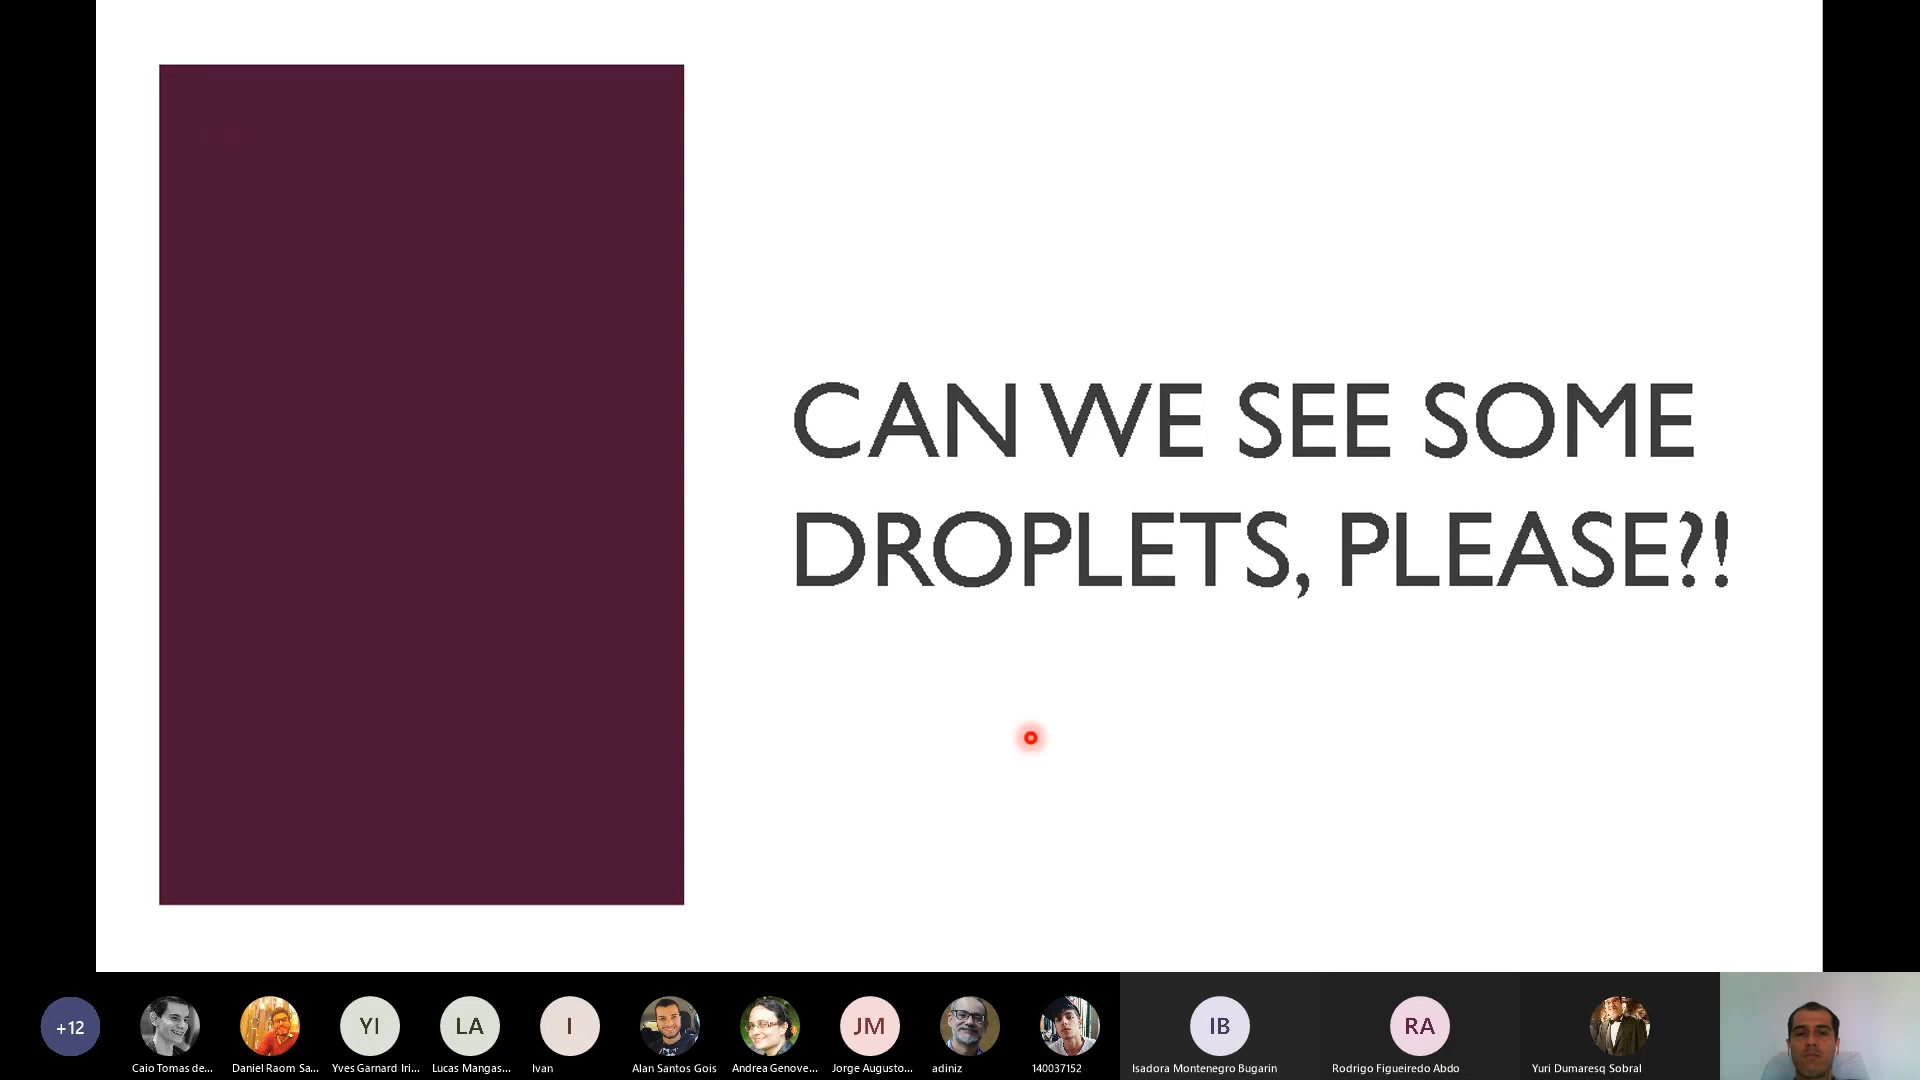 CAN WE SEE SOME
DROPLETS, PLEASE?!
+12
YI
LA
I
JM
IB
RA
Caio Tomas de...
Daniel Raom Sa...
Yves Garnard Iri...
Lucas Mangas...
Ivan
Alan Santos Gois
Andrea Genove...
Jorge Augusto...
adiniz
140037152
Isadora Montenegro Bugarin
Rodrigo Figueiredo Abdo
Yuri Dumaresq Sobral